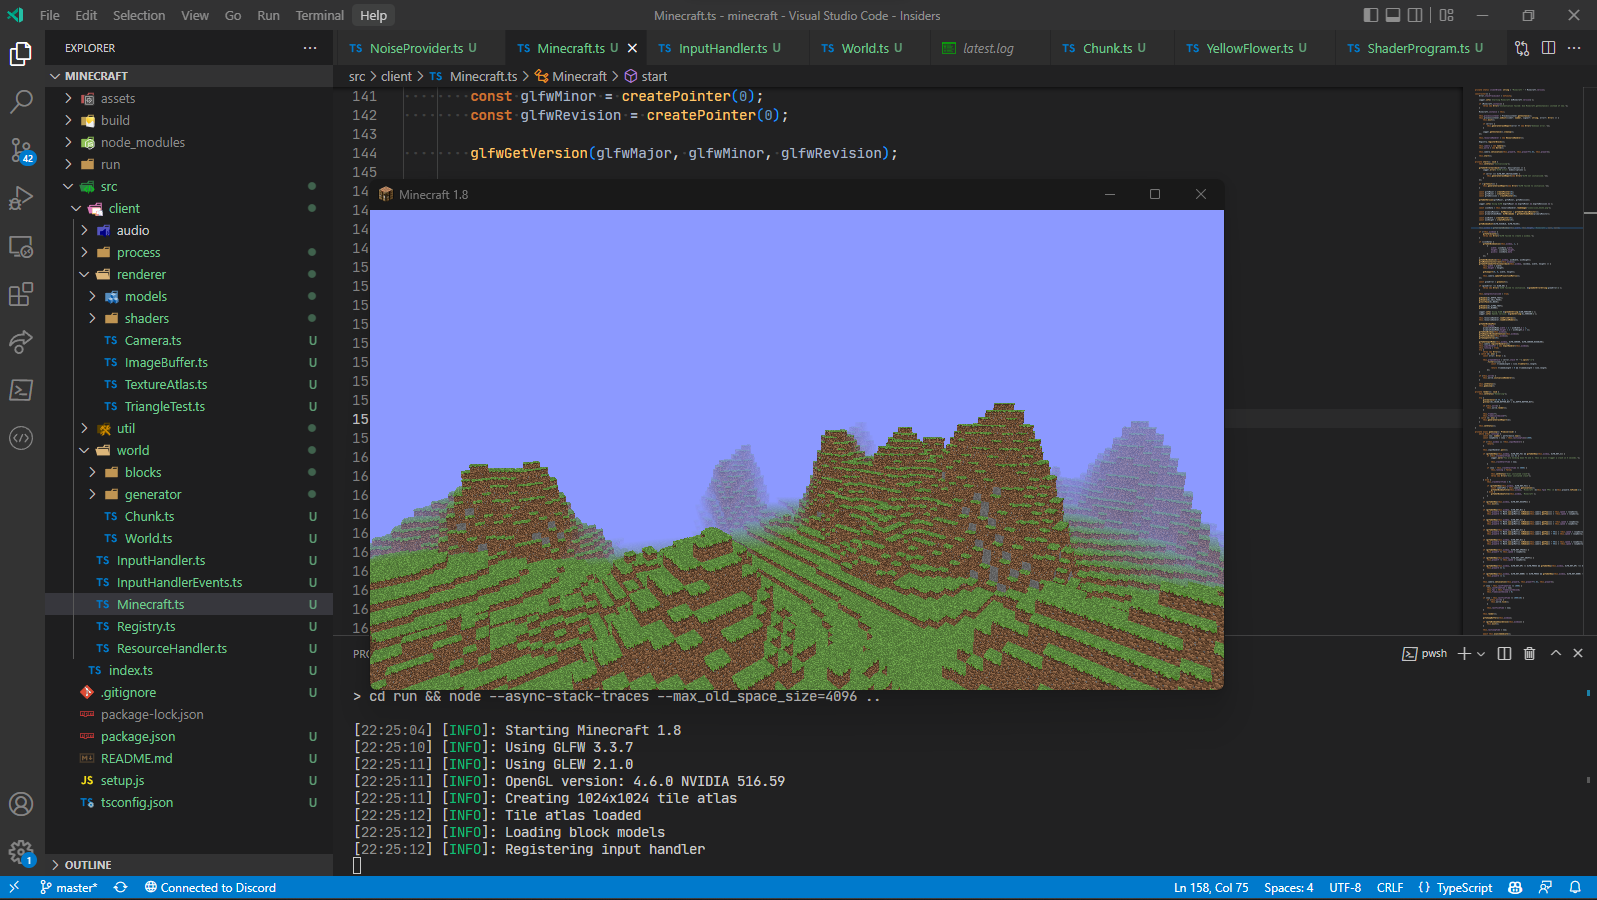 File Edit Selection View Go Run Terminal Help
Minecraft.ts - minecraft - Visual Studio Code - Insiders
EXPLORER
NoiseProvider.ts U
Minecraft.ts U
InputHandler.ts U
World.ts U
latest.log
Chunk.ts U
YellowFlower.ts U
ShaderProgram.ts U
MINECRAFT
src > client > TS Minecraft.ts > Minecraft > start
assets
build
node_modules
run
src
client
audio
process
renderer
models
shaders
TS Camera.ts U
TS ImageBuffer.ts U
TS TextureAtlas.ts U
TS TriangleTest.ts U
util
world
blocks
generator
TS Chunk.ts U
TS World.ts U
TS InputHandler.ts U
TS InputHandlerEvents.ts U
TS Minecraft.ts U
TS Registry.ts U
TS ResourceHandler.ts U
TS index.ts U
.gitignore U
package-lock.json
package.json U
README.md U
JS setup.js U
TS tsconfig.json U
OUTLINE
141 const glfwMinor = createPointer(0);
142 const glfwRevision = createPointer(0);
143
144 glfwGetVersion(glfwMajor, glfwMinor, glfwRevision);
145
Minecraft 1.8
pwsh
> cd run && node --async-stack-traces --max_old_space_size=4096 ..
[22:25:04] [INFO]: Starting Minecraft 1.8
[22:25:10] [INFO]: Using GLFW 3.3.7
[22:25:11] [INFO]: Using GLEW 2.1.0
[22:25:11] [INFO]: OpenGL version: 4.6.0 NVIDIA 516.59
[22:25:11] [INFO]: Creating 1024x1024 tile atlas
[22:25:12] [INFO]: Tile atlas loaded
[22:25:12] [INFO]: Loading block models
[22:25:12] [INFO]: Registering input handler
42
1
master* Connected to Discord
Ln 158, Col 75 Spaces: 4 UTF-8 CRLF {} TypeScript